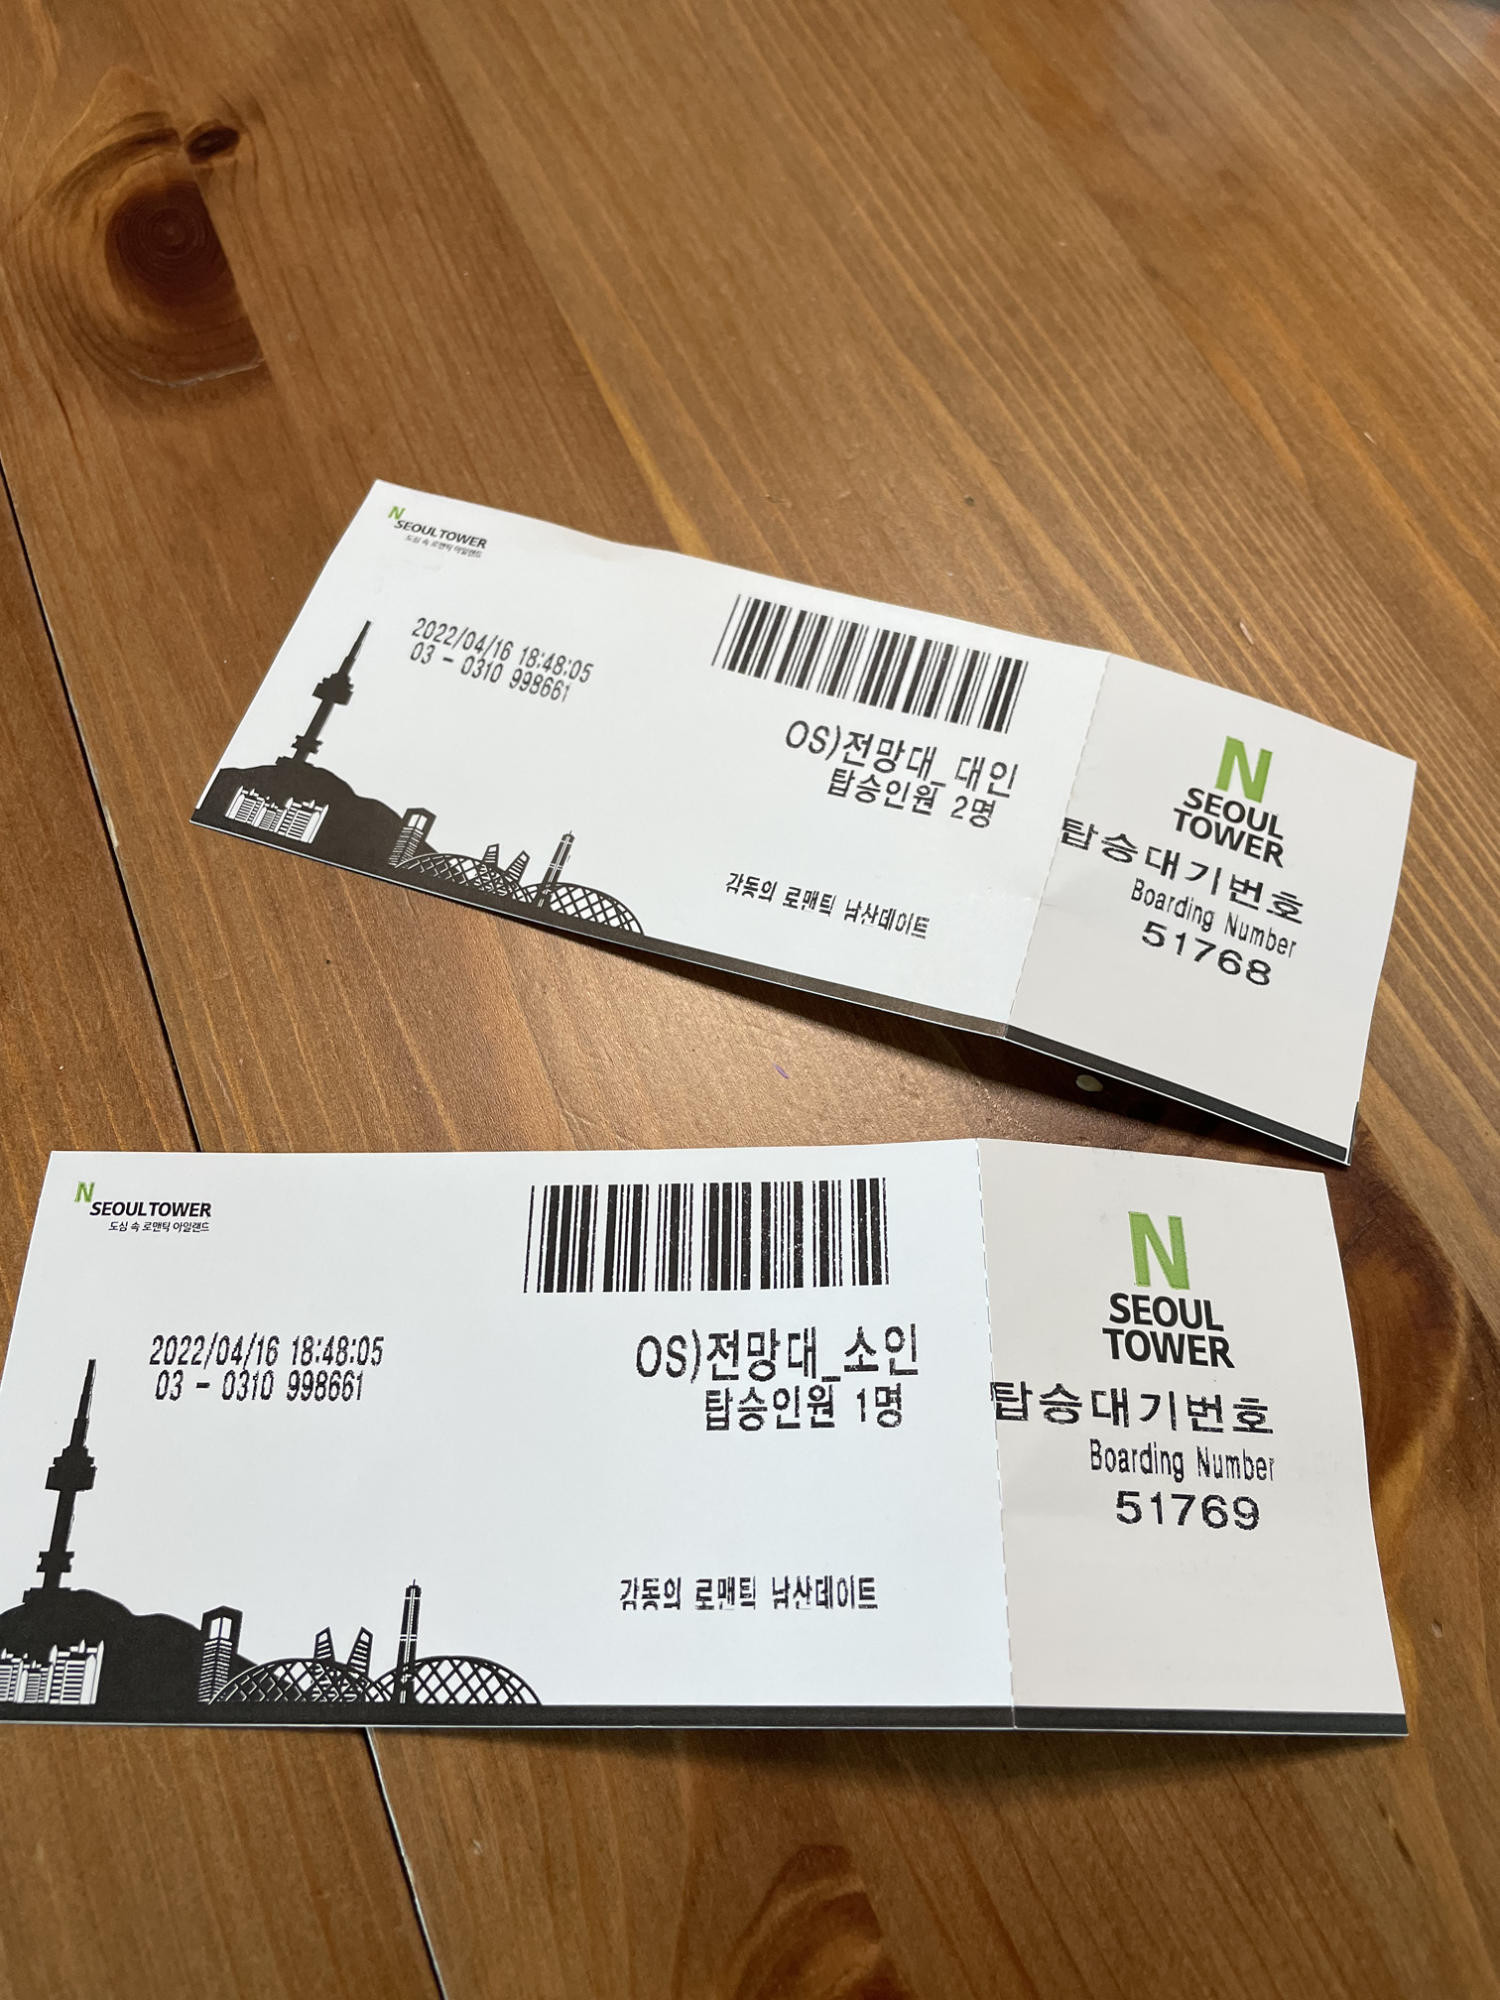 N
SEOUL TOWER
도심 속 로맨틱 아일랜드
2022/04/16 18:48:05
03 - 0310 998661
OS)전망대_대인
탑승인원 2명
감동의 로맨틱 남산데이트
N
SEOUL
TOWER
탑승대기번호
Boarding Number
51768
N
SEOUL TOWER
도심 속 로맨틱 아일랜드
2022/04/16 18:48:05
03 - 0310 998661
OS)전망대_소인
탑승인원 1명
감동의 로맨틱 남산데이트
N
SEOUL
TOWER
탑승대기번호
Boarding Number
51769